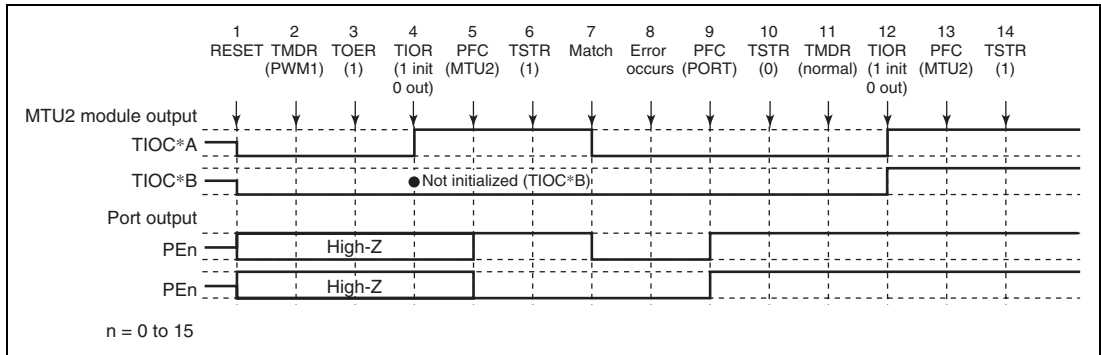 1 2 3 4 5 6 7 8 9 10 11 12 13 14
RESET TMDR TOER TIOR PFC TSTR Match Error PFC TSTR TMDR TIOR PFC TSTR
(PWM1) (1) (1 init (MTU2) (1) occurs (PORT) (0) (normal) (1 init (MTU2) (1)
0 out) 0 out)
MTU2 module output
TIOC*A
TIOC*B ●Not initialized (TIOC*B)
Port output
PEn High-Z
PEn High-Z
n = 0 to 15